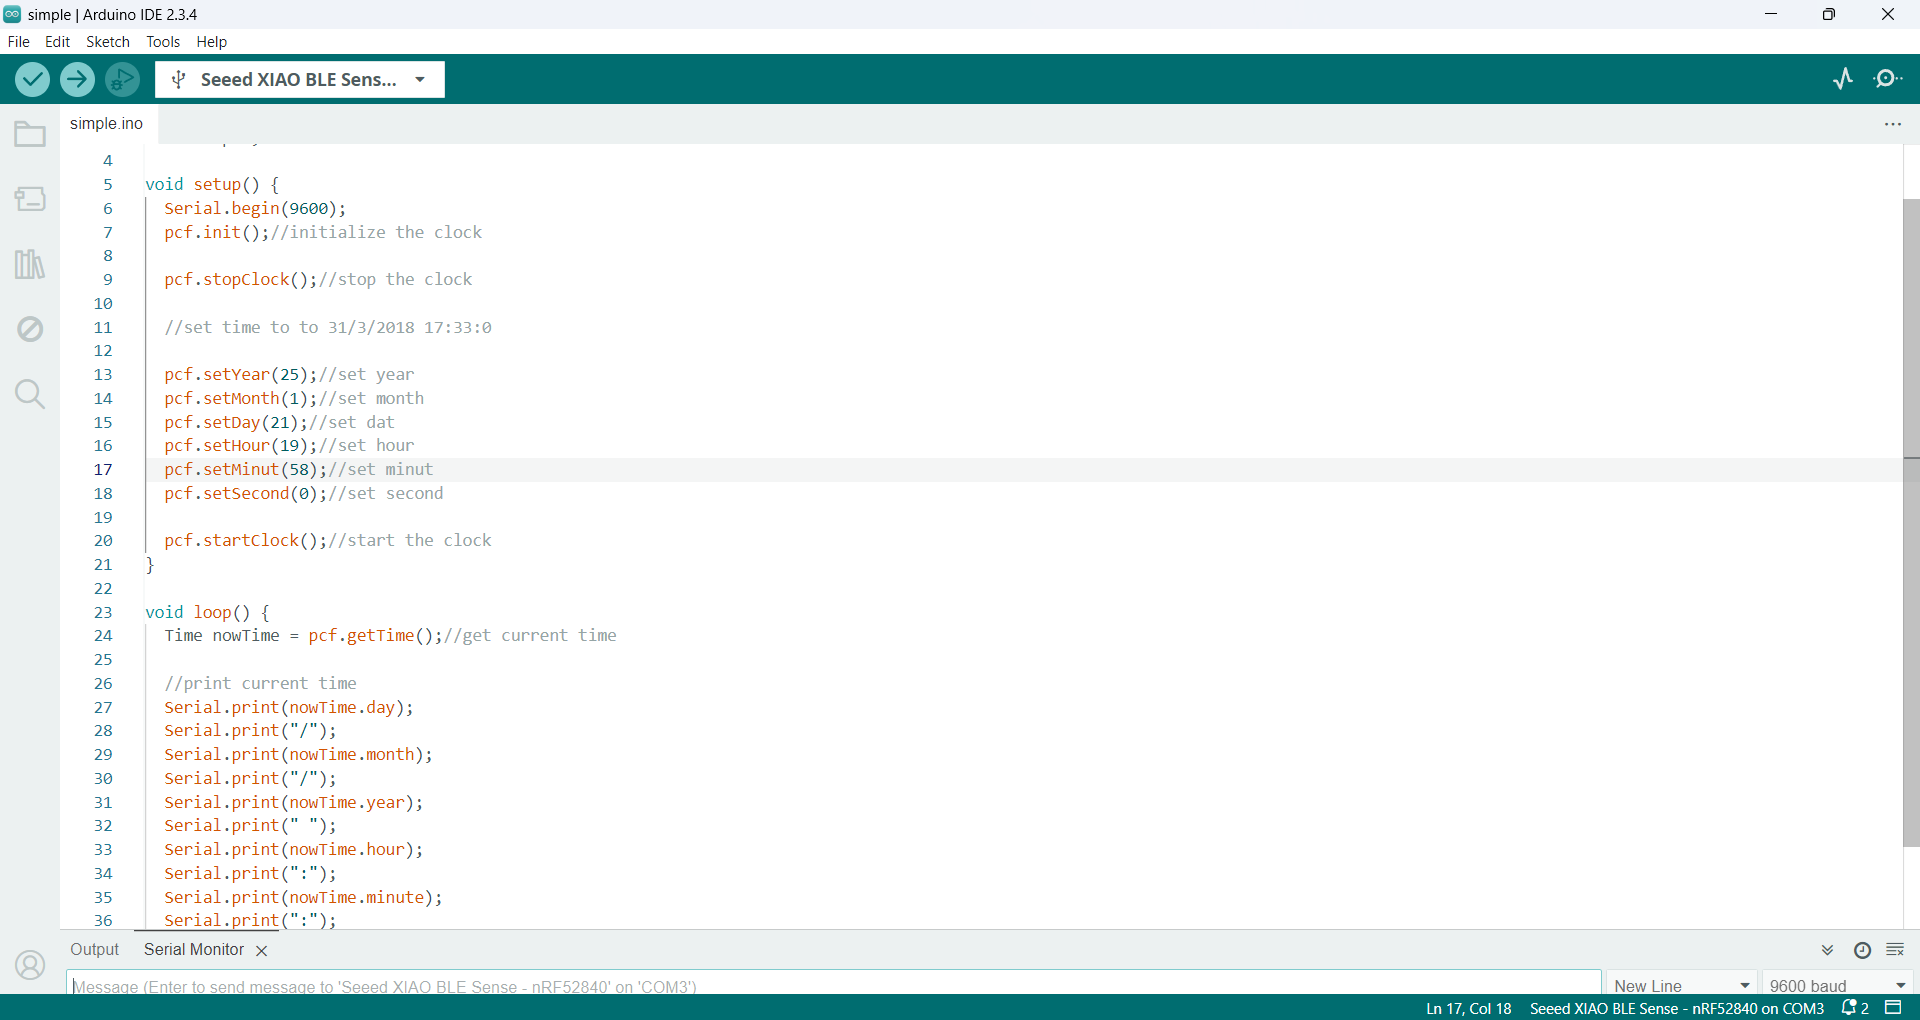 simple | Arduino IDE 2.3.4
File Edit Sketch Tools Help
Seeed XIAO BLE Sens...
simple.ino
4
5 void setup() {
6 Serial.begin(9600);
7 pcf.init();//initialize the clock
8
9 pcf.stopClock();//stop the clock
10
11 //set time to to 31/3/2018 17:33:0
12
13 pcf.setYear(25);//set year
14 pcf.setMonth(1);//set month
15 pcf.setDay(21);//set dat
16 pcf.setHour(19);//set hour
17 pcf.setMinut(58);//set minut
18 pcf.setSecond(0);//set second
19
20 pcf.startClock();//start the clock
21 }
22
23 void loop() {
24 Time nowTime = pcf.getTime();//get current time
25
26 //print current time
27 Serial.print(nowTime.day);
28 Serial.print("/");
29 Serial.print(nowTime.month);
30 Serial.print("/");
31 Serial.print(nowTime.year);
32 Serial.print(" ");
33 Serial.print(nowTime.hour);
34 Serial.print(":");
35 Serial.print(nowTime.minute);
36 Serial.print(":");
Output Serial Monitor
Message (Enter to send message to 'Seeed XIAO BLE Sense - nRF52840' on 'COM3') New Line 9600 baud
Ln 17, Col 18 Seeed XIAO BLE Sense - nRF52840 on COM3 2